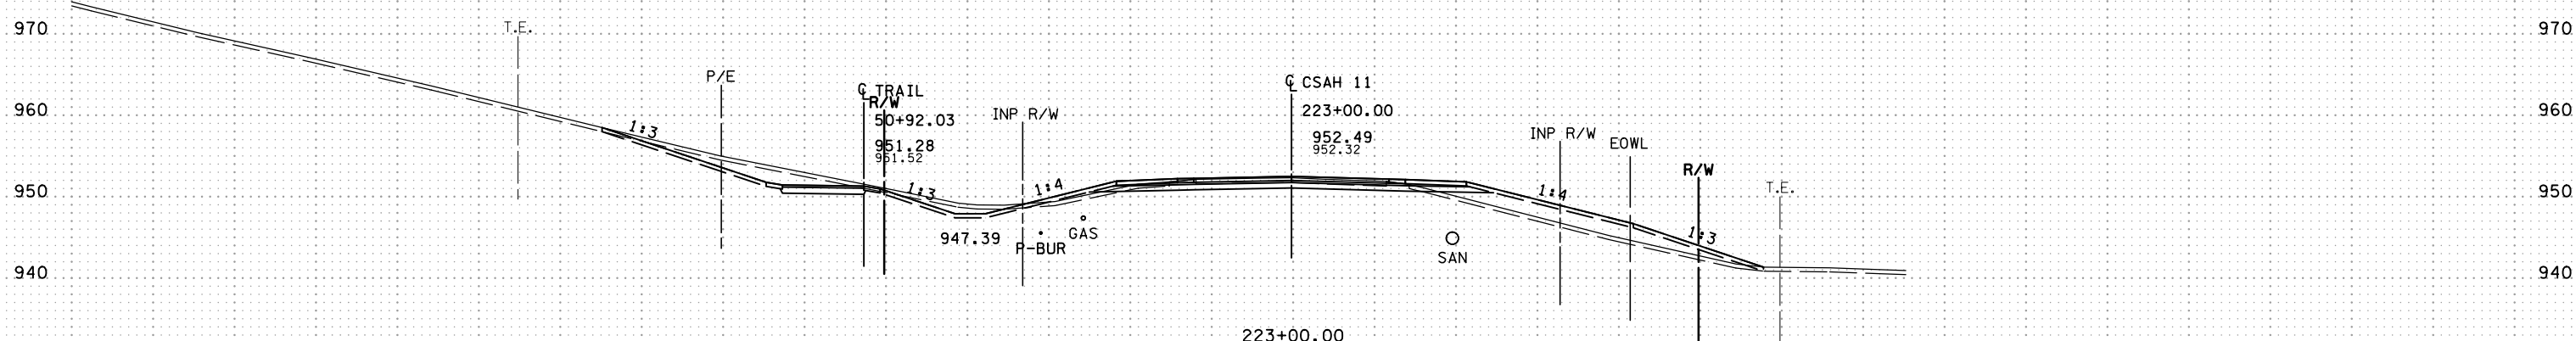 970
T.E.
970
P/E
℄ TRAIL
R/W
℄ CSAH 11
960
50+92.03
INP R/W
223+00.00
960
1:3
951.28
951.52
952.49
952.32
INP R/W
EOWL
R/W
T.E.
950
1:3
1:4
1:4
950
947.39
P-BUR
GAS
SAN
1:3
940
940
223+00.00